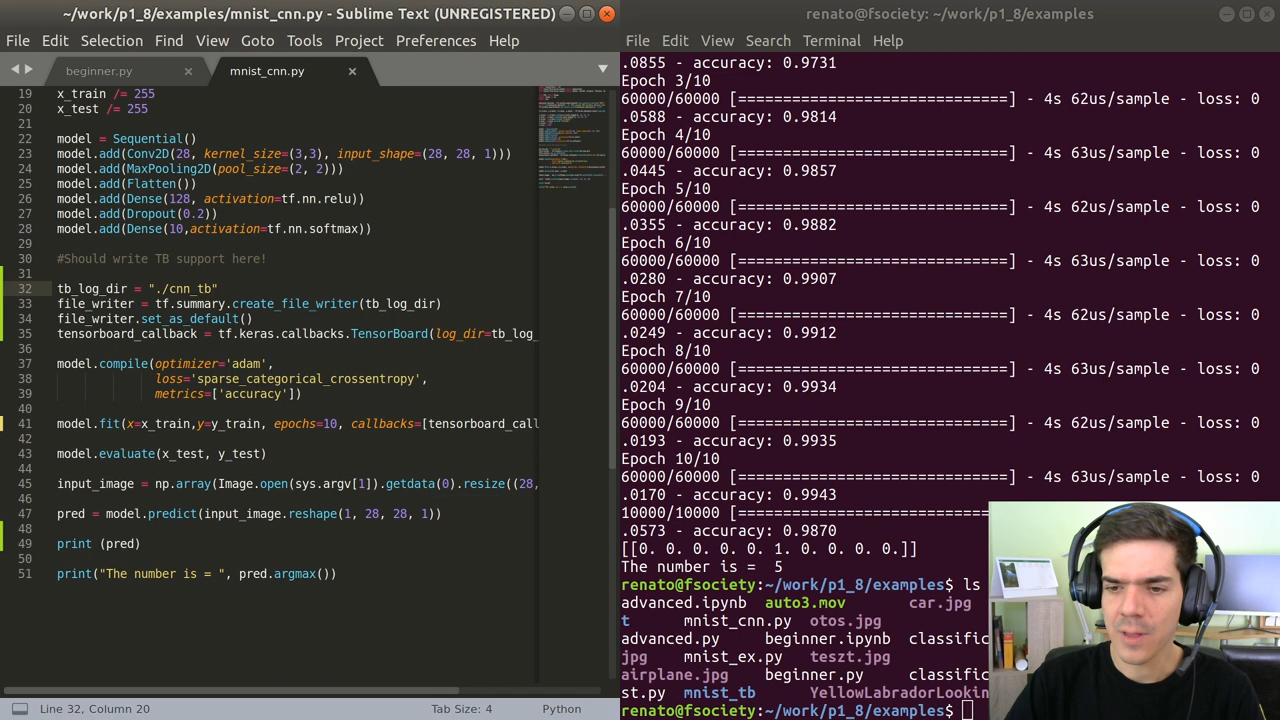 ~/work/p1_8/examples/mnist_cnn.py - Sublime Text (UNREGISTERED)
File Edit Selection Find View Goto Tools Project Preferences Help
beginner.py mnist_cnn.py
19 x_train /= 255
20 x_test /= 255
21
22 model = Sequential()
23 model.add(Conv2D(28, kernel_size=(3,3), input_shape=(28, 28, 1)))
24 model.add(MaxPooling2D(pool_size=(2, 2)))
25 model.add(Flatten())
26 model.add(Dense(128, activation=tf.nn.relu))
27 model.add(Dropout(0.2))
28 model.add(Dense(10,activation=tf.nn.softmax))
29
30 #Should write TB support here!
31
32 tb_log_dir = "./cnn_tb"
33 file_writer = tf.summary.create_file_writer(tb_log_dir)
34 file_writer.set_as_default()
35 tensorboard_callback = tf.keras.callbacks.TensorBoard(log_dir=tb_log_
36
37 model.compile(optimizer='adam',
38 loss='sparse_categorical_crossentropy',
39 metrics=['accuracy'])
40
41 model.fit(x=x_train,y=y_train, epochs=10, callbacks=[tensorboard_call
42
43 model.evaluate(x_test, y_test)
44
45 input_image = np.array(Image.open(sys.argv[1]).getdata(0).resize((28,
46
47 pred = model.predict(input_image.reshape(1, 28, 28, 1))
48
49 print (pred)
50
51 print("The number is = ", pred.argmax())
Line 32, Column 20 Tab Size: 4 Python
renato@fsociety: ~/work/p1_8/examples
File Edit View Search Terminal Help
.0855 - accuracy: 0.9731
Epoch 3/10
60000/60000 [==============================] - 4s 62us/sample - loss: 0
.0588 - accuracy: 0.9814
Epoch 4/10
60000/60000 [==============================] - 4s 63us/sample - loss: 0
.0445 - accuracy: 0.9857
Epoch 5/10
60000/60000 [==============================] - 4s 62us/sample - loss: 0
.0355 - accuracy: 0.9882
Epoch 6/10
60000/60000 [==============================] - 4s 63us/sample - loss: 0
.0280 - accuracy: 0.9907
Epoch 7/10
60000/60000 [==============================] - 4s 62us/sample - loss: 0
.0249 - accuracy: 0.9912
Epoch 8/10
60000/60000 [==============================] - 4s 63us/sample - loss: 0
.0204 - accuracy: 0.9934
Epoch 9/10
60000/60000 [==============================] - 4s 62us/sample - loss: 0
.0193 - accuracy: 0.9935
Epoch 10/10
60000/60000 [==============================] - 4s 63us/sample - loss: 0
.0170 - accuracy: 0.9943
10000/10000 [=====================
.0573 - accuracy: 0.9870
[[0. 0. 0. 0. 0. 1. 0. 0. 0. 0.]]
The number is =  5
renato@fsociety:~/work/p1_8/examples$ ls
advanced.ipynb auto3.mov car.jpg
t mnist_cnn.py otos.jpg
advanced.py beginner.ipynb classific
jpg mnist_ex.py teszt.jpg
airplane.jpg beginner.py classific
st.py mnist_tb YellowLabradorLookin
renato@fsociety:~/work/p1_8/examples$